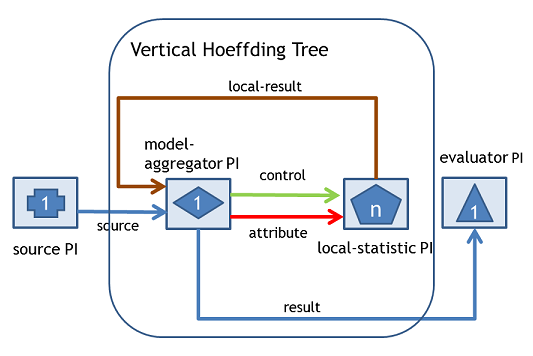 Vertical Hoeffding Tree
local-result
model-
aggregator PI
control
evaluator PI
1
1
n
1
source
attribute
source PI
local-statistic PI
result